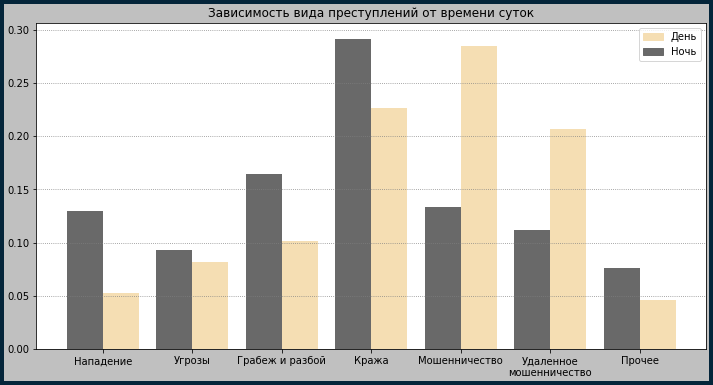 Зависимость вида преступлений от времени суток
День
Ночь
0.30
0.25
0.20
0.15
0.10
0.05
0.00
Нападение
Угрозы
Грабеж и разбой
Кража
Мошенничество
Удаленное
мошенничество
Прочее